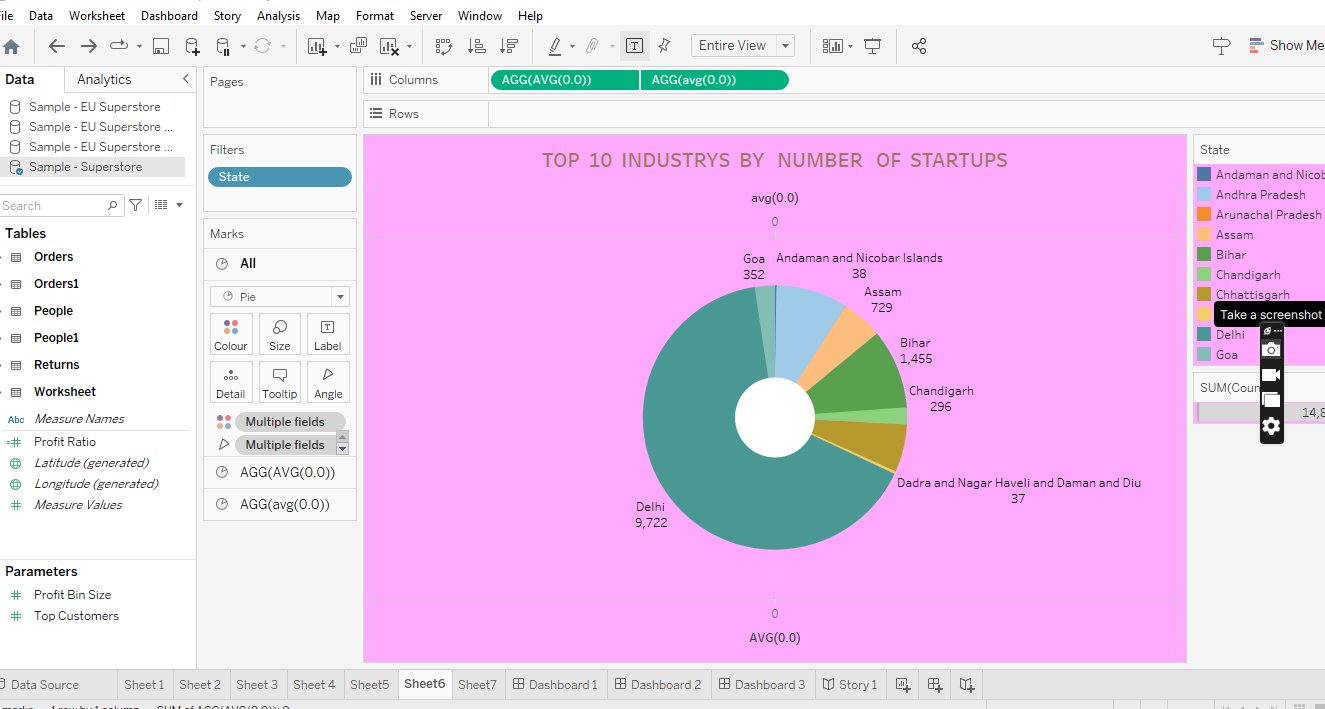 File Data Worksheet Dashboard Story Analysis Map Format Server Window Help
Entire View
Show Me
Data Analytics
Sample - EU Superstore
Sample - EU Superstore ...
Sample - EU Superstore ...
Sample - Superstore
Search
Tables
Orders
Orders1
People
People1
Returns
Worksheet
Abc Measure Names
Profit Ratio
Latitude (generated)
Longitude (generated)
Measure Values
Parameters
Profit Bin Size
Top Customers
Pages
Filters
State
Marks
All
Pie
Colour Size Label
Detail Tooltip Angle
Multiple fields
Multiple fields
AGG(AVG(0.0))
AGG(avg(0.0))
Columns AGG(AVG(0.0)) AGG(avg(0.0))
Rows
TOP 10 INDUSTRYS BY NUMBER OF STARTUPS
avg(0.0)
0
Goa
352
Andaman and Nicobar Islands
38
Assam
729
Bihar
1,455
Chandigarh
296
Dadra and Nagar Haveli and Daman and Diu
37
Delhi
9,722
0
AVG(0.0)
State
Andaman and Nicob
Andhra Pradesh
Arunachal Pradesh
Assam
Bihar
Chandigarh
Chhattisgarh
Take a screenshot
Delhi
Goa
SUM(Coun
14,8
Data Source Sheet 1 Sheet 2 Sheet 3 Sheet 4 Sheet5 Sheet6 Sheet7 Dashboard 1 Dashboard 2 Dashboard 3 Story 1
marks 1 row by 1 column SUM of AGG(AVG(0.0)): 0